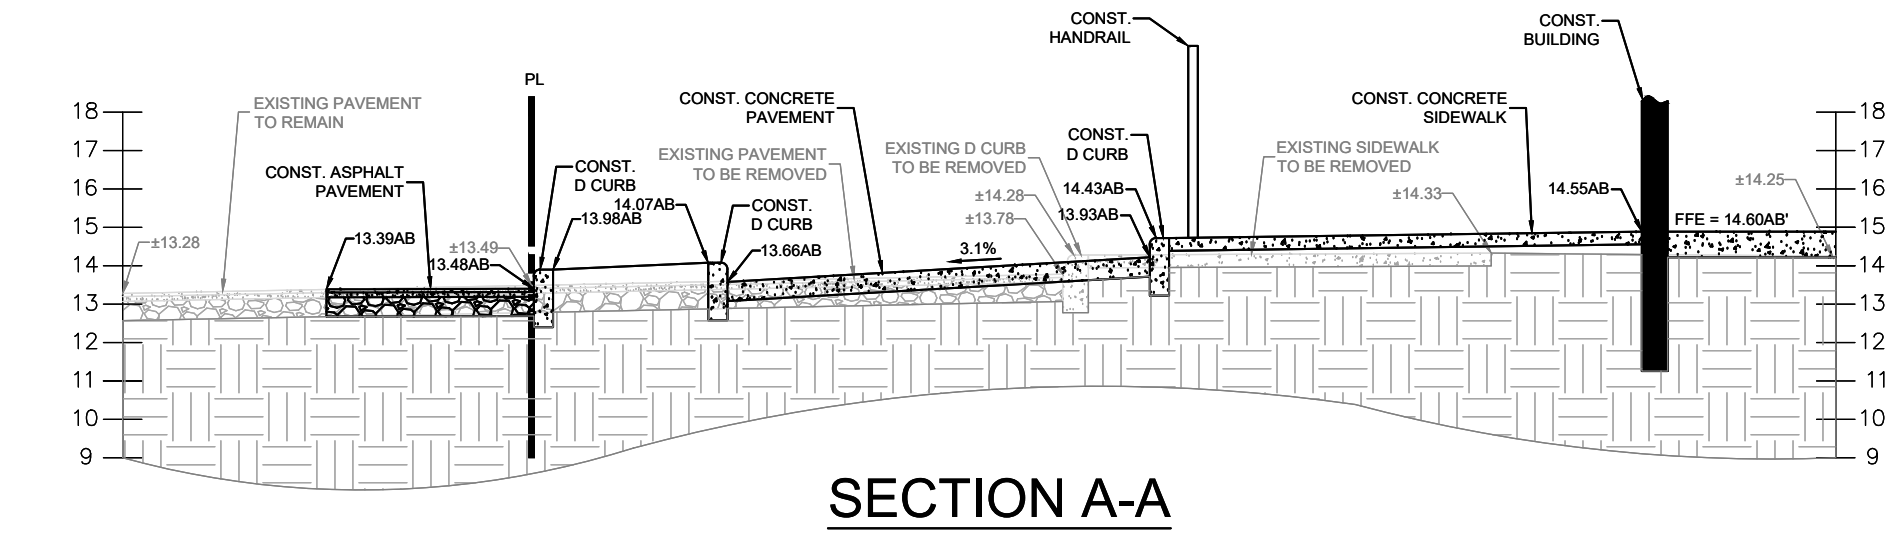 CONST.
HANDRAIL
CONST.
BUILDING
PL
EXISTING PAVEMENT
TO REMAIN
CONST. CONCRETE
PAVEMENT
CONST. CONCRETE
SIDEWALK
CONST. ASPHALT
PAVEMENT
CONST.
D CURB
EXISTING PAVEMENT
TO BE REMOVED
EXISTING D CURB
TO BE REMOVED
CONST.
D CURB
EXISTING SIDEWALK
TO BE REMOVED
CONST.
D CURB
±13.28
13.39AB
±13.49
13.48AB
13.98AB
14.07AB
13.66AB
3.1%
±14.28
±13.78
14.43AB
13.93AB
±14.33
14.55AB
±14.25
FFE = 14.60AB'
18
17
16
15
14
13
12
11
10
9
18
17
16
15
14
13
12
11
10
9
SECTION A-A